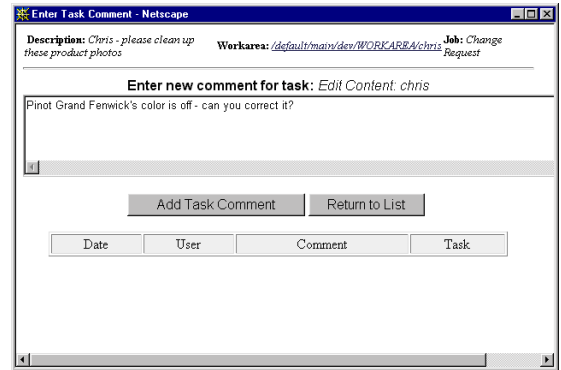 Enter Task Comment - Netscape
Description: Chris - please clean up
these product photos
Workarea: /default/main/dev/WORKAREA/chris
Job: Change
Request
Enter new comment for task: Edit Content: chris
Pinot Grand Fenwick's color is off - can you correct it?
Add Task Comment
Return to List
Date User Comment Task